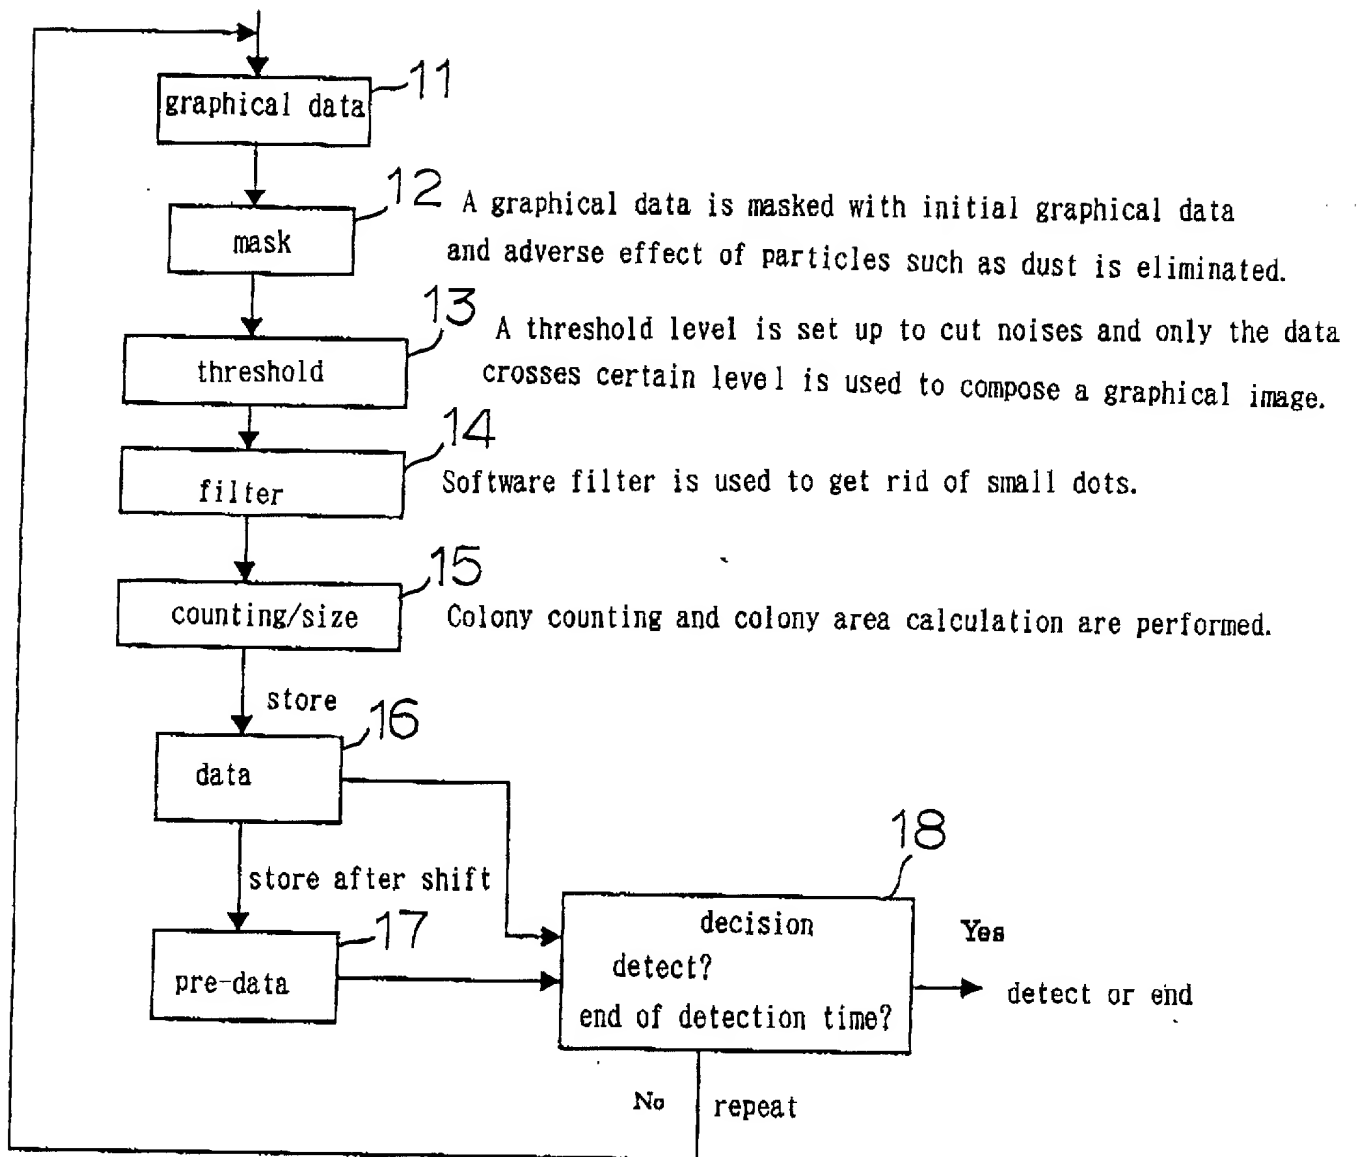 11
graphical data
12
A graphical data is masked with initial graphical data
mask
and adverse effect of particles such as dust is eliminated.
13
A threshold level is set up to cut noises and only the data
threshold
crosses certain level is used to compose a graphical image.
14
filter
Software filter is used to get rid of small dots.
15
counting/size
Colony counting and colony area calculation are performed.
store
16
data
18
store after shift
17
decision
Yes
detect?
pre-data
detect or end
end of detection time?
No
repeat